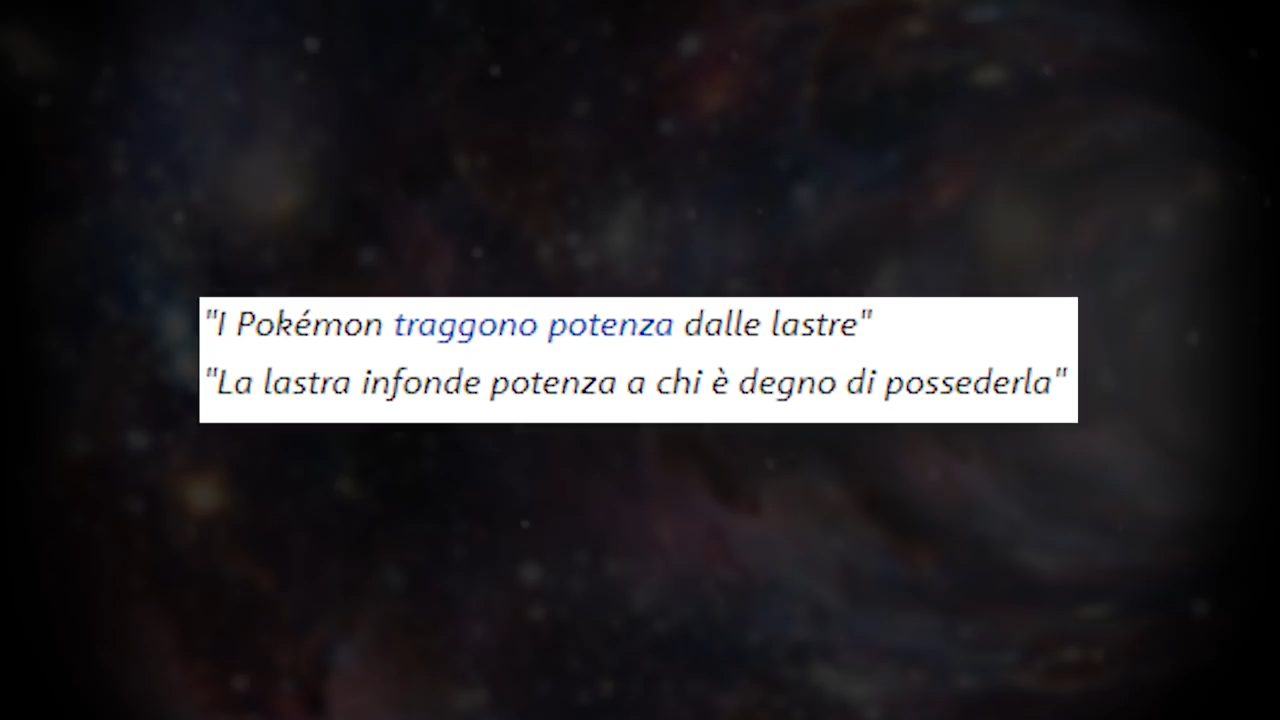 "I Pokémon traggono potenza dalle lastre"
"La lastra infonde potenza a chi è degno di possederla"